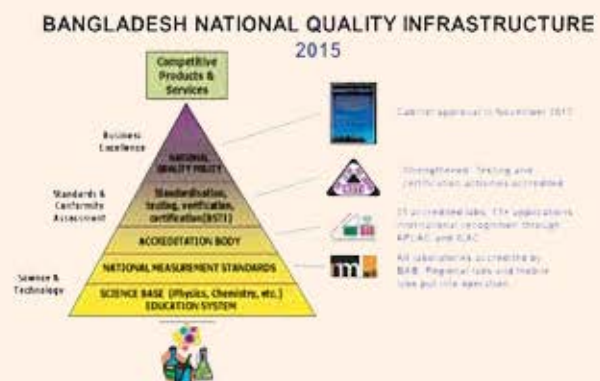 BANGLADESH NATIONAL QUALITY INFRASTRUCTURE
2015
Competitive
Products &
Services
Business
Excellence
NATIONAL
QUALITY POLICY
Standards &
Conformity
Assessment
Standardisation,
testing, verification,
certification(BSTI)
ACCREDITATION BODY
NATIONAL MEASUREMENT STANDARDS
Science &
Technology
SCIENCE BASE (Physics, Chemistry, etc.)
EDUCATION SYSTEM
Cabinet approval in November
Strengthened. Testing and
certification activities accredited
accredited labs, applications
recognition through
APLAC and ILAC
All laboratories accredited by
BAB. Regional labs and mobile
labs put into operation